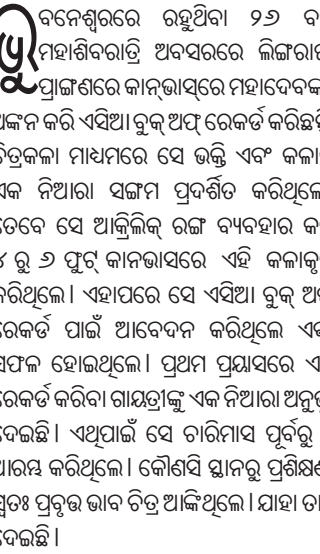 ଭୁବନେଶ୍ୱରରେ ରହୁଥିବା ୨୬ ବ
ମହାଶିବରାତ୍ରି ଅବସରରେ ଲିଙ୍ଗରା
ପ୍ରାଙ୍ଗଣରେ କାନ୍‌ଭାସ୍‌ରେ ମହାଦେବଙ୍କ
ଅଙ୍କନ କରି ଏସିଆ ବୁକ୍ ଅଫ୍ ରେକର୍ଡ କରିଛନ୍ତି
ଚିତ୍ରକଳା ମାଧ୍ୟମରେ ସେ ଭକ୍ତି ଏବଂ କଳା
ଏକ ନିଆରା ସଙ୍ଗମ ପ୍ରଦର୍ଶିତ କରିଥିଲେ
ତେବେ ସେ ଆକ୍ରିଲିକ୍ ରଙ୍ଗ ବ୍ୟବହାର କ
୪ ରୁ ୬ ଫୁଟ୍ କାନଭାସରେ ଏହି କଳାକୃ
କରିଥିଲେ। ଏହାପରେ ସେ ଏସିଆ ବୁକ୍ ଅ
ରେକର୍ଡ ପାଇଁ ଆବେଦନ କରିଥିଲେ ଏବ
ସଫଳ ହୋଇଥିଲେ। ପ୍ରଥମ ପ୍ରୟାସରେ ଏ
ରେକର୍ଡ କରିବା ଗାୟତ୍ରୀଙ୍କୁ ଏକ ନିଆରା ଅନୁଭୂ
ଦେଇଛି। ଏଥିପାଇଁ ସେ ଚାରିମାସ ପୂର୍ବରୁ
ଆରମ୍ଭ କରିଥିଲେ। କୌଣସି ସ୍ଥାନରୁ ପ୍ରଶିକ୍ଷଣ
ସ୍ୱତଃ ପ୍ରବୃତ୍ତ ଭାବ ଚିତ୍ର ଆଙ୍କିଥିଲେ। ଯାହା ତା
ଦେଇଛି।